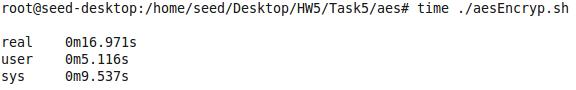 root@seed-desktop:/home/seed/Desktop/HW5/Task5/aes# time ./aesEncryp.sh
real 0m16.971s
user 0m5.116s
sys 0m9.537s